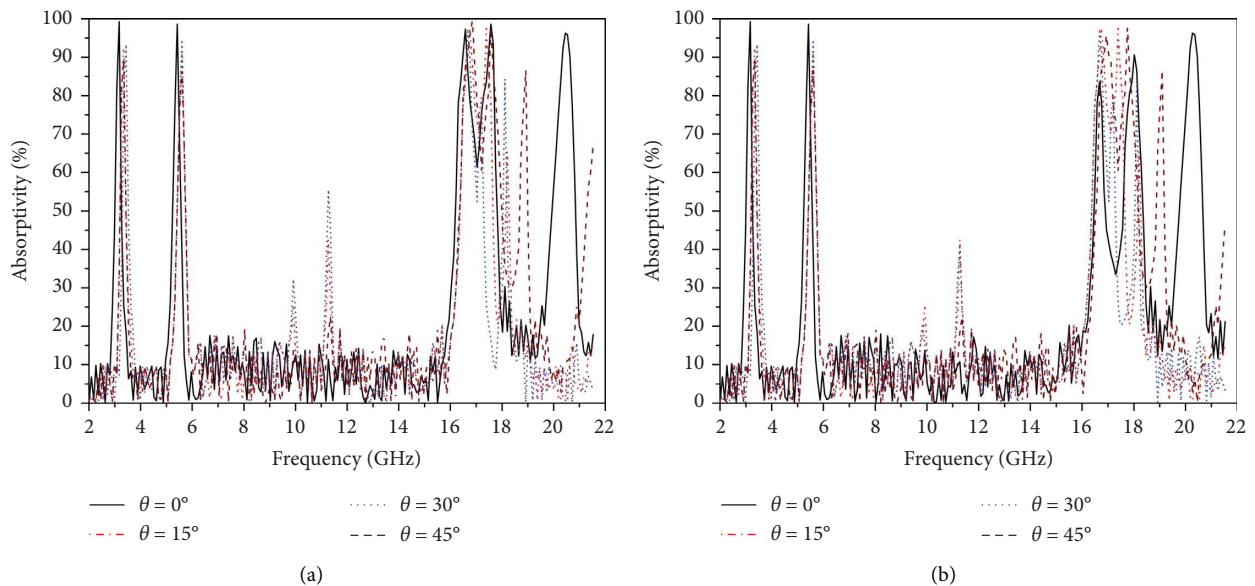 100
90
80
70
60
50
40
30
20
10
0
Absorptivity (%)
2 4 6 8 10 12 14 16 18 20 22
Frequency (GHz)
θ = 0°
θ = 15°
θ = 30°
θ = 45°
(a)
100
90
80
70
60
50
40
30
20
10
0
Absorptivity (%)
2 4 6 8 10 12 14 16 18 20 22
Frequency (GHz)
θ = 0°
θ = 15°
θ = 30°
θ = 45°
(b)